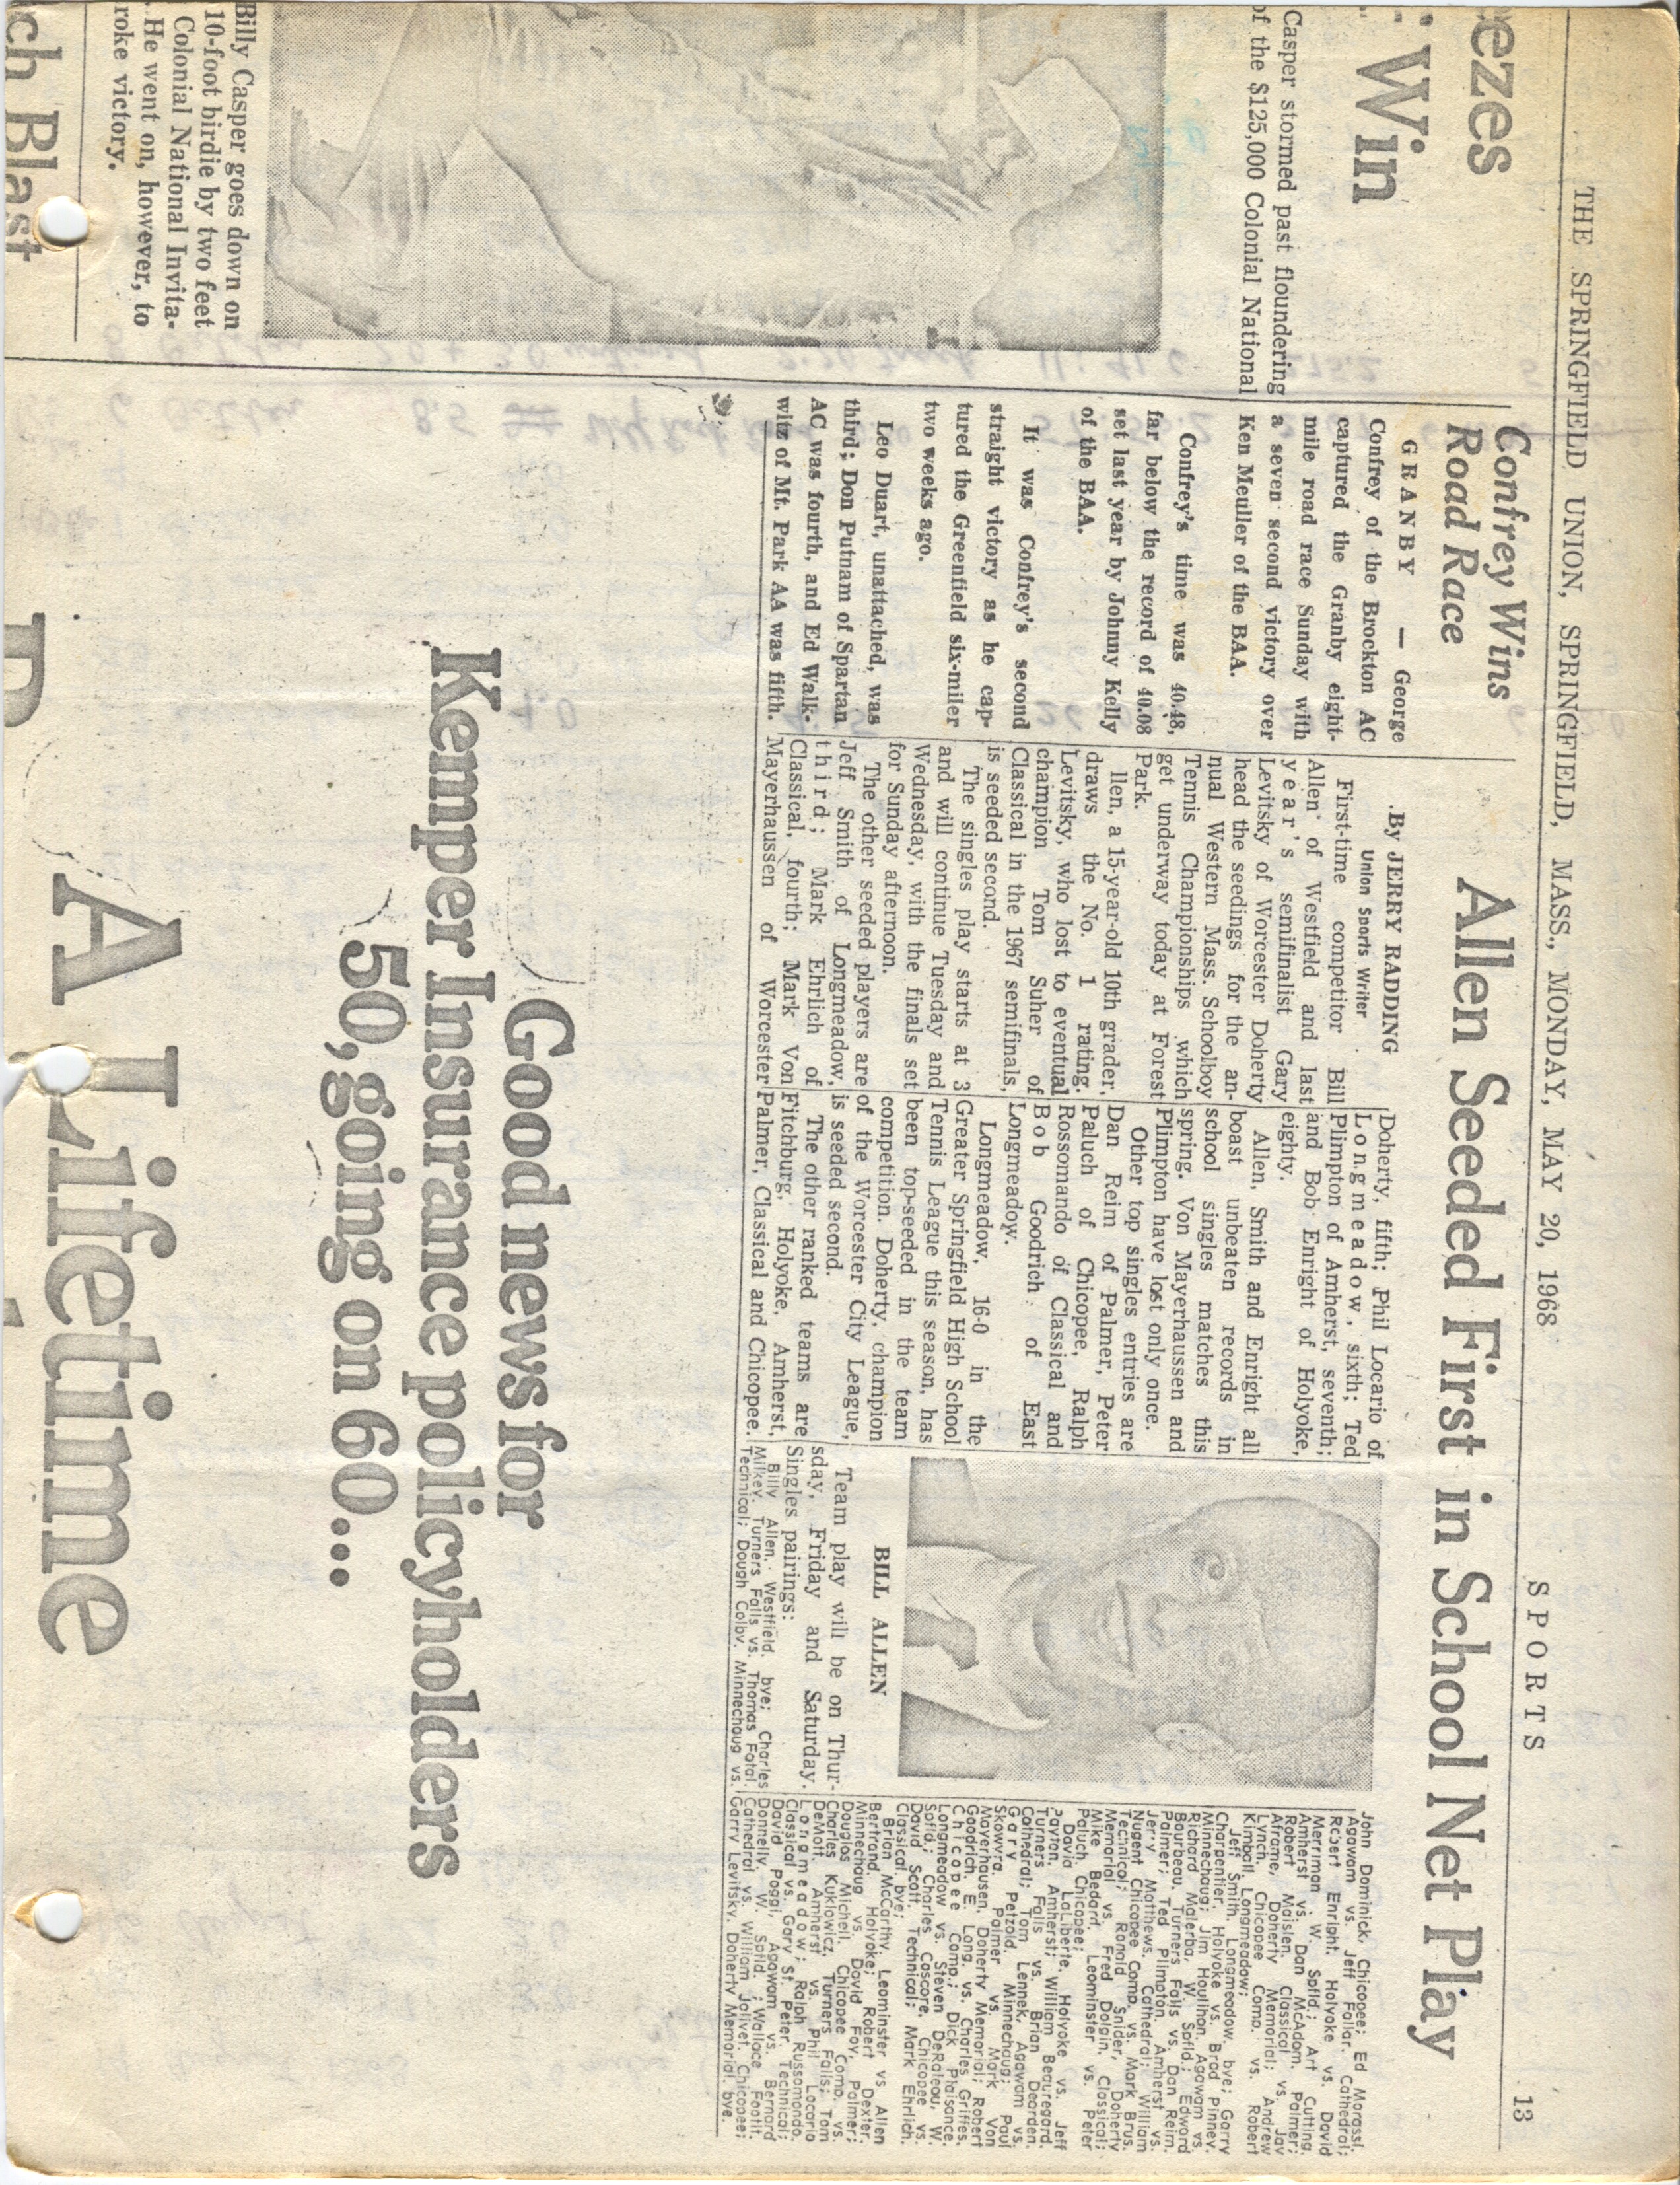 THE SPRINGFIELD UNION, SPRINGFIELD, MASS., MONDAY, MAY 20, 1968
SPORTS
13
ezes
Win
Casper stormed past floundering
of the $125,000 Colonial National
Billy Casper goes down on
10-foot birdie by two feet
Colonial National Invita-
He went on, however, to
roke victory.
ch Blast
Confrey Wins
Road Race
GRANBY — George
Confrey of the Brockton AC
captured the Granby eight-
mile road race Sunday with
a seven second victory over
Ken Meuller of the BAA.
Confrey's time was 40.48,
far below the record of 40.08
set last year by Johnny Kelly
of the BAA.
It was Confrey's second
straight victory as he cap-
tured the Greenfield six-miler
two weeks ago.
Leo Duart, unattached, was
third; Don Putnam of Spartan
AC was fourth, and Ed Walk-
witz of Mt. Park AA was fifth.
Allen Seeded First in School Net Play
By JERRY RADDING
Union Sports Writer
First-time competitor Bill
Allen of Westfield and last
year's semifinalist Gary
Levitsky of Worcester Doherty
head the seedings for the an-
nual Western Mass. Schoolboy
Tennis Championships which
get underway today at Forest
Park.
llen, a 15-year-old 10th grader,
draws the No. 1 rating.
Levitsky, who lost to eventual
champion Tom Suher of
Classical in the 1967 semifinals,
is seeded second.
The singles play starts at 3
and will continue Tuesday and
Wednesday, with the finals set
for Sunday afternoon.
The other seeded players are
Jeff Smith of Longmeadow,
third; Mark Ehrlich of
Classical, fourth; Mark Von
Mayerhaussen of Worcester
Doherty, fifth; Phil Locario of
Longmeadow, sixth; Ted
Plimpton of Amherst, seventh;
and Bob Enright of Holyoke,
eighty.
Allen, Smith and Enright all
boast unbeaten records in
school singles matches this
spring. Von Mayerhaussen and
Plimpton have lost only once.
Other top singles entries are
Dan Reim of Palmer, Peter
Paluch of Chicopee, Ralph
Rossomando of Classical and
Bob Goodrich of East
Longmeadoy.
Longmeadow, 16-0 in the
Greater Springfield High School
Tennis League this season, has
been top-seeded in the team
competition. Doherty, champion
of the Worcester City League,
is seeded second.
The other ranked teams are
Fitchburg, Holyoke, Amherst,
Palmer, Classical and Chicopee.
BILL ALLEN
Team play will be on Thur-
sday, Friday and Saturday.
Singles pairings:
Billy Allen, Westfield, bye; Charles
Milkey, Turners Falls vs. Thomas Fatal,
Technical; Dough Colby, Minnechaug vs.
John Dominick, Chicopee; Ed Morassi,
Agawam vs. Jeff Follar, Cathedral;
Robert Enright, Holyoke vs. David
Merriman, W. Spfld.; Art Cutting,
Amherst vs. Dan McAdom, Palmer;
Robert Maislen, Classical vs. Jay
Aframe, Doherty Memorial; Andrew
Lynch, Chicopee Comp. vs. Robert
Kimball, Longmeadow;
Jeff Smith, Longmeadow, bye; Garry
Charpentier, Holyoke vs. Brad Pinney,
Minnechaug; Jim Houlihon, Agawam vs.
Richard Malerba, W. Spfld.; Edward
Bourbeau, Turners Falls vs. Dan Reim,
Palmer; Ted Plimpton, Amherst vs.
Jerry Matthews, Cathedral; William
Nugent, Chicopee Comp. vs. Mark Brus,
Technical; Ronald Snider, Doherty
Memorial vs Fred Dolgin, Classical;
Mike Bedard, Leominster vs. Peter
Paluch, Chicopee;
David LaLiberte, Holyoke vs. Jeff
Payton, Amherst; William Beauregard,
Turners Falls vs. Brian Dearden,
Cathedral; Tom Lennek, Agawam vs.
Gary Petzold, Minnechaug; Paul
Skowyra, Palmer vs. Mark Von
Mayerhausen, Doherty Memorial; Robert
Goodrich, E. Long. vs. Charles Griffes,
Chicopee Comp.; Dick Plaisance,
Longmeadow vs. Steven DeRoleau, W.
Spfld.; Charles Cascore, Chicopee vs.
David Scott, Technical; Mark Ehrlich,
Classical, bye;
Brian McCarthy, Leominster vs Allen
Bertrand, Holyoke; Robert Dexter,
Minnechaug vs. David Foy, Palmer;
Douglas Micheil, Chicopee Comp. vs.
Charles Kuklowicz, Turners Falls; Tom
DeMott, Amherst vs. Phil Locario
Longmeadow; Ralph Russomondo,
Classical vs. Gary St. Peter, Technical;
David Poggi, Agawam vs. Bernard
Donnelly, W. Spfld.; Wallace Footit,
Cathedral vs. William Jolivet, Chicopee;
Garry Levitsky, Doherty Memorial, bye.
Good news for
Kemper Insurance policyholders
50, going on 60...
A Lifetime